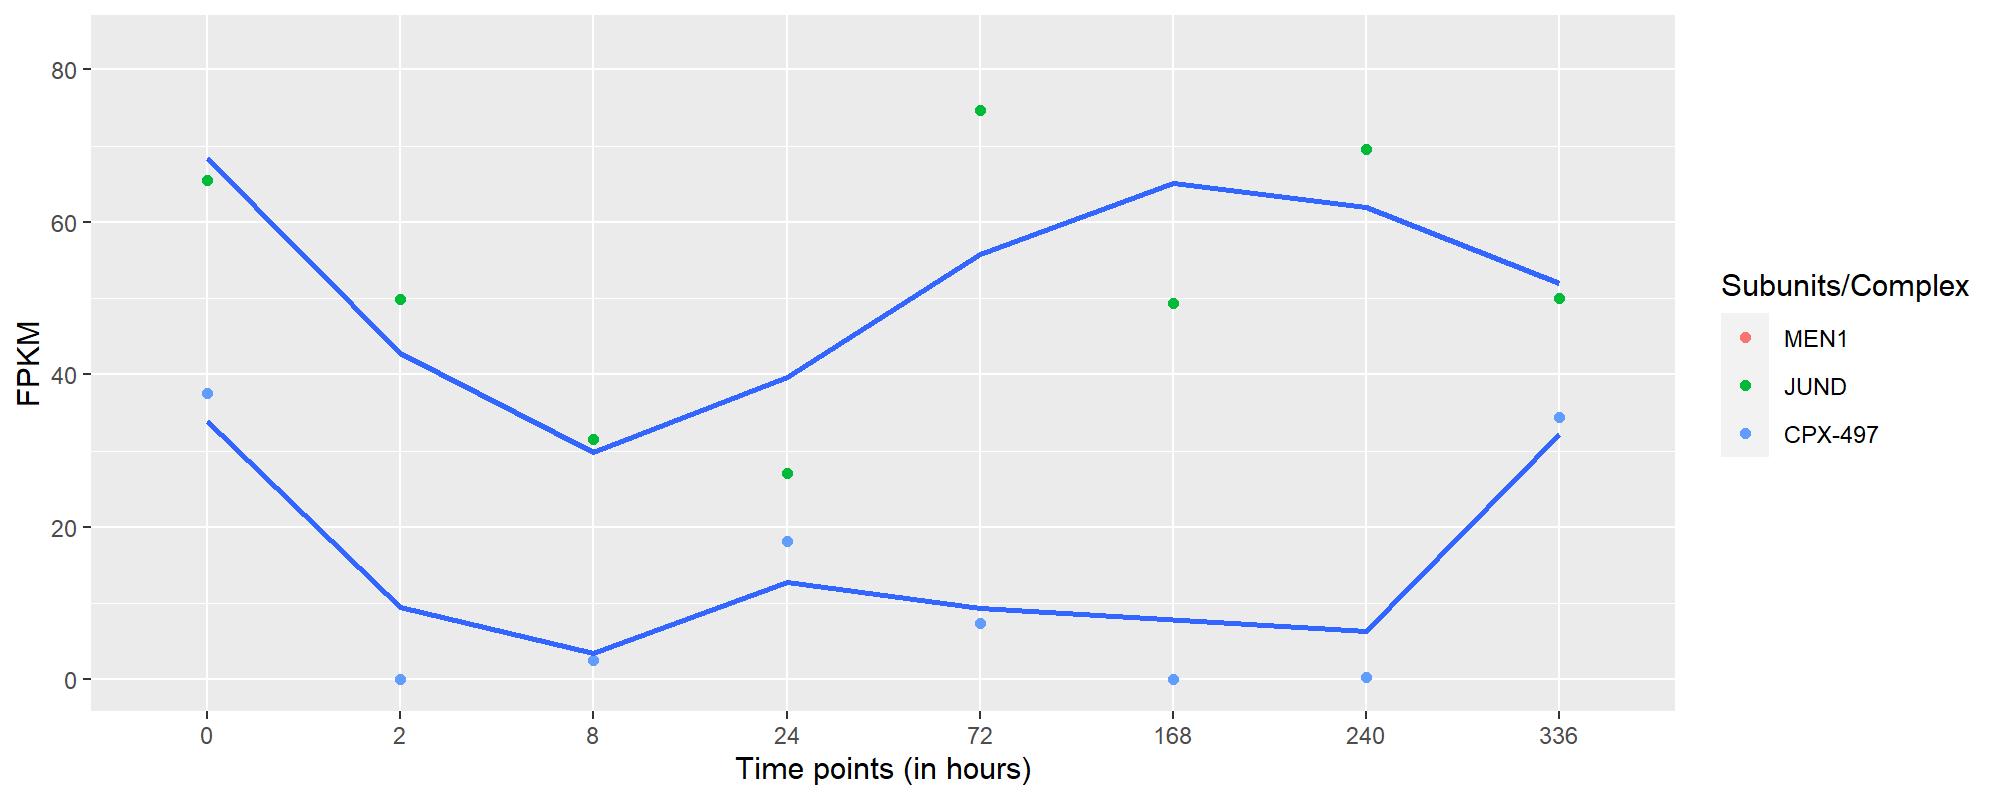 80
60
40
20
0
FPKM
0 2 8 24 72 168 240 336
Time points (in hours)
Subunits/Complex
MEN1
JUND
CPX-497